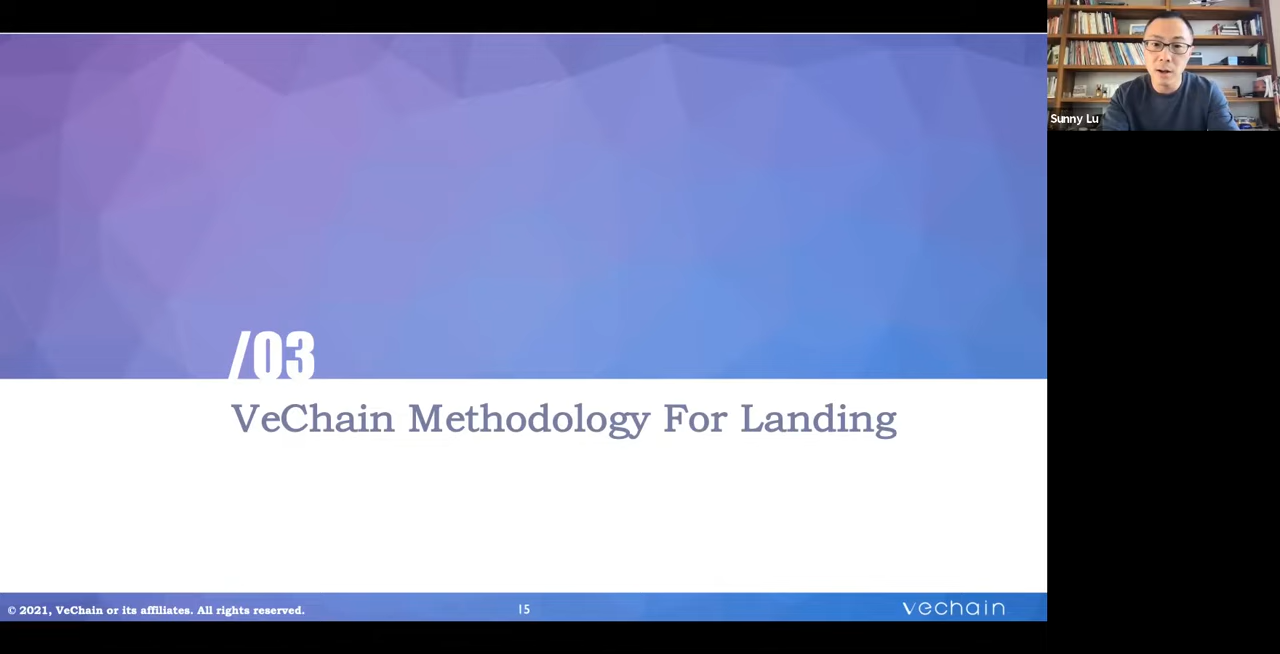 Sunny Lu
/03
VeChain Methodology For Landing
© 2021, VeChain or its affiliates. All rights reserved.
15
vechain